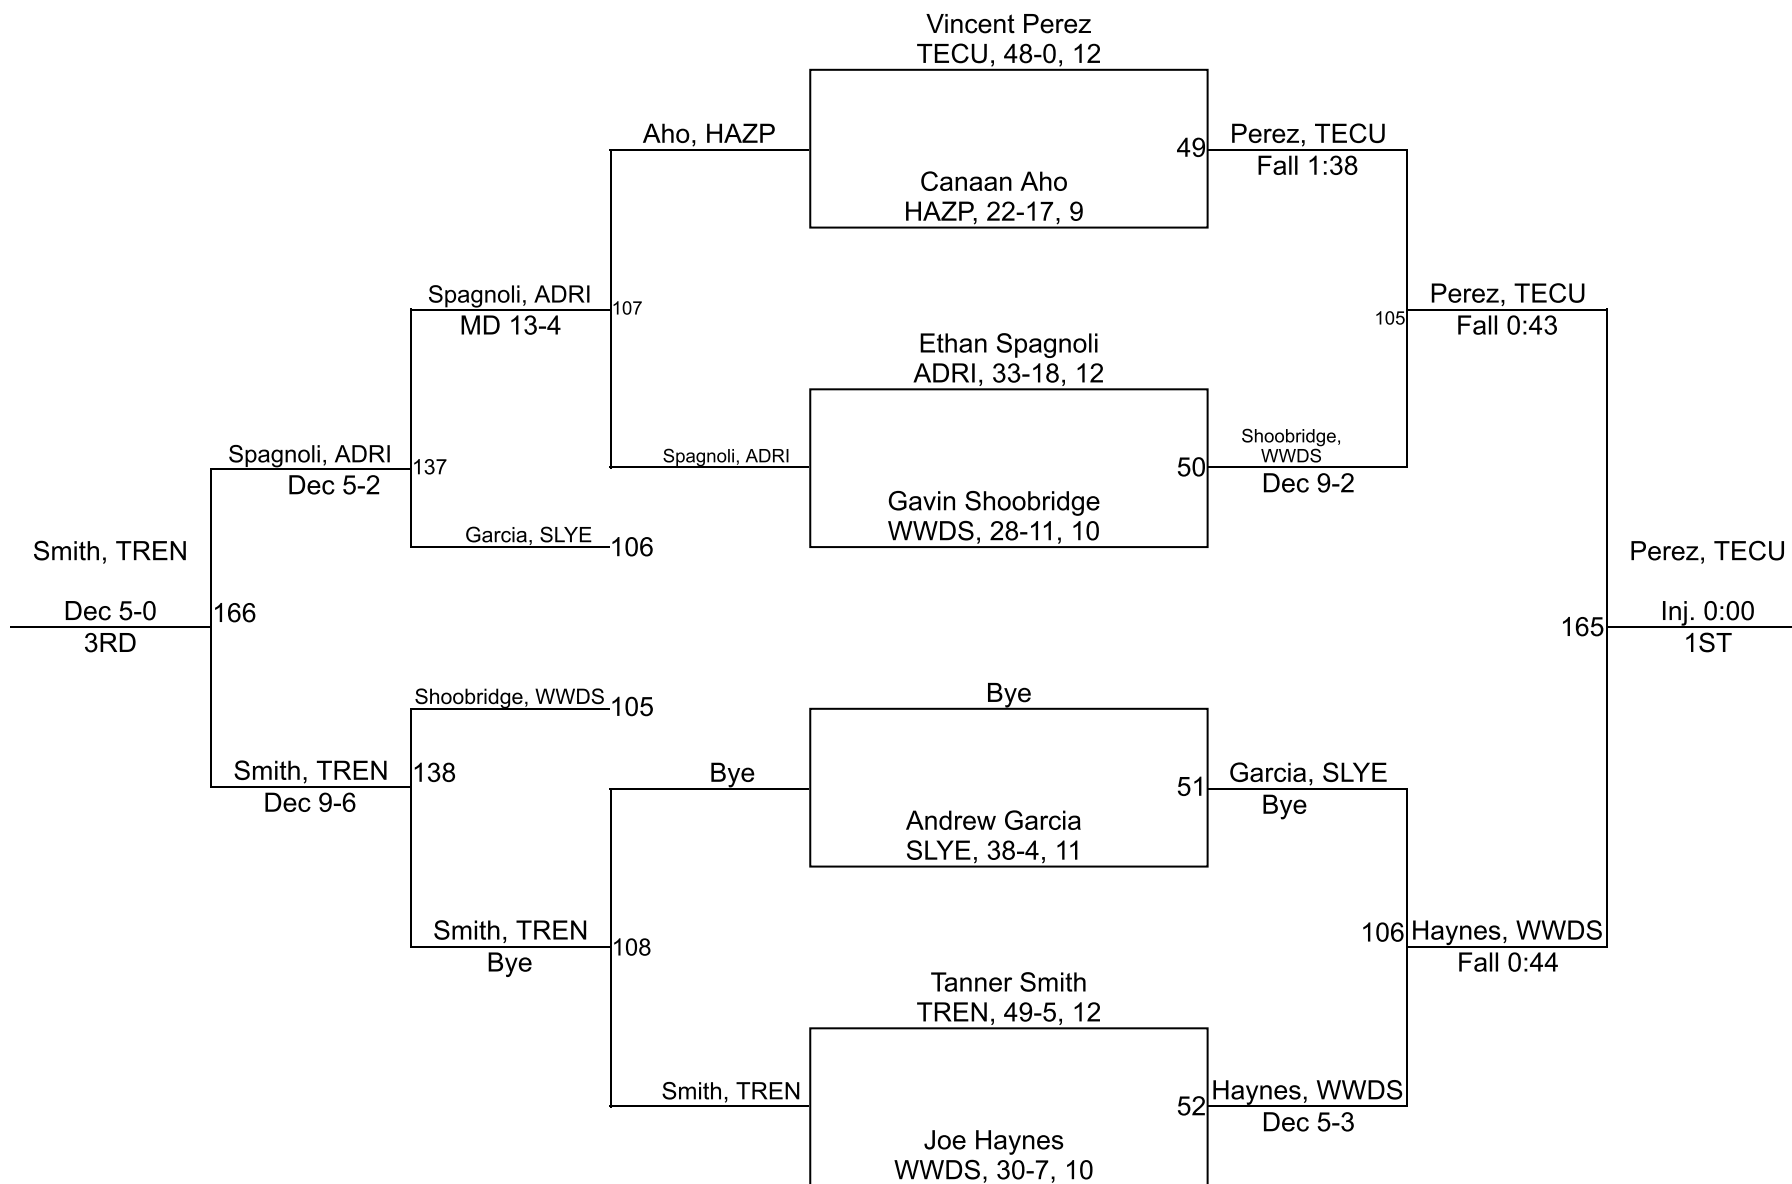 Vincent Perez
TECU, 48-0, 12
Aho, HAZP
49
Perez, TECU
Fall 1:38
Canaan Aho
HAZP, 22-17, 9
Spagnoli, ADRI
MD 13-4
107
105
Perez, TECU
Fall 0:43
Ethan Spagnoli
ADRI, 33-18, 12
Spagnoli, ADRI
Dec 5-2
137
Spagnoli, ADRI
50
Shoobridge,
WWDS
Dec 9-2
Gavin Shoobridge
WWDS, 28-11, 10
Garcia, SLYE
106
Smith, TREN
Dec 5-0
3RD
166
Perez, TECU
165
Inj. 0:00
1ST
Shoobridge, WWDS
105
Bye
Smith, TREN
Dec 9-6
138
Bye
51
Garcia, SLYE
Bye
Andrew Garcia
SLYE, 38-4, 11
Smith, TREN
Bye
108
106
Haynes, WWDS
Fall 0:44
Tanner Smith
TREN, 49-5, 12
Smith, TREN
52
Haynes, WWDS
Dec 5-3
Joe Haynes
WWDS, 30-7, 10